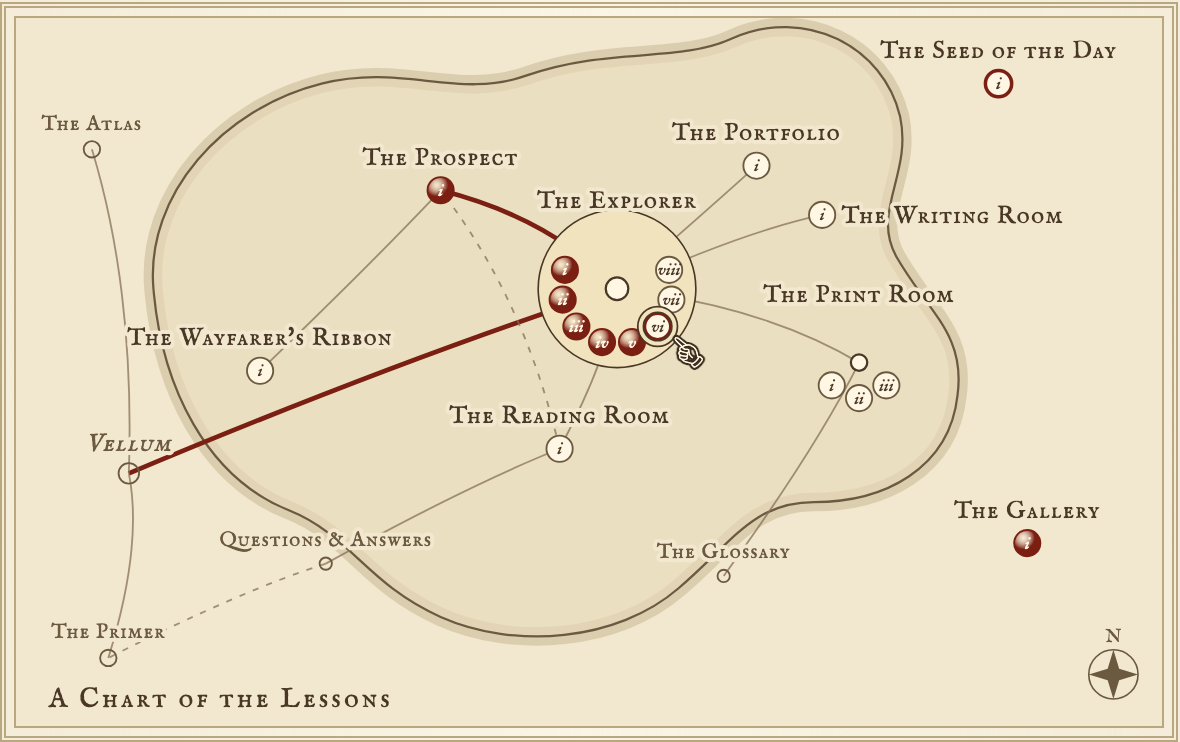 The Seed of the Day
i
The Atlas
The Portfolio
i
The Prospect
i
The Explorer
i
ii
iii
iv
v
vi
vii
viii
i
The Writing Room
The Print Room
i
ii
iii
The Wayfarer's Ribbon
i
The Reading Room
i
Vellum
Questions & Answers
The Glossary
The Gallery
i
The Primer
N
A Chart of the Lessons